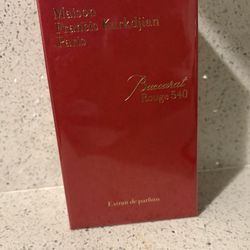 Maison
Francis Kurkdjian
Paris
Baccarat
Rouge 540
Extrait de parfum